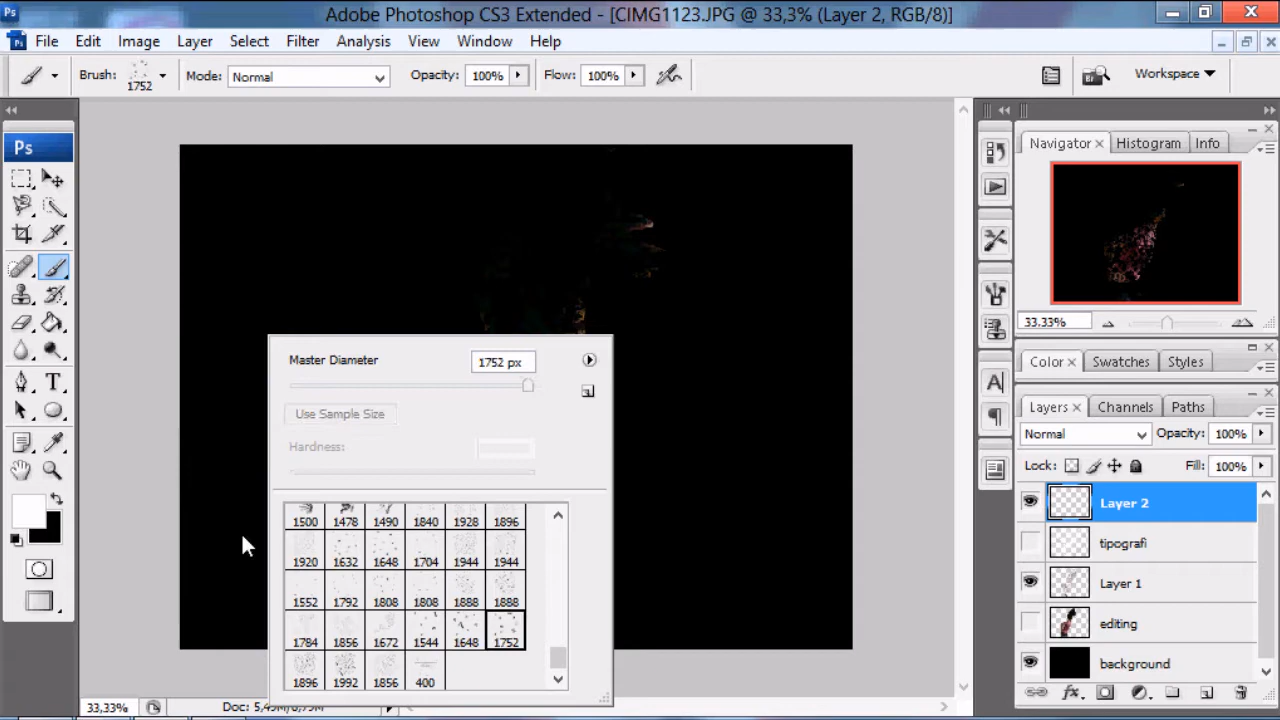 Ps Adobe Photoshop CS3 Extended - [CIMG1123.JPG @ 33,3% (Layer 2, RGB/8)]
Ps File Edit Image Layer Select Filter Analysis View Window Help
Brush: 1752 Mode: Normal Opacity: 100% Flow: 100% Workspace
Ps
Navigator Histogram Info
33.33%
Color Swatches Styles
Layers Channels Paths
Normal Opacity: 100%
Lock: Fill: 100%
Layer 2
tipografi
Layer 1
editing
background
Master Diameter 1752 px
Use Sample Size
Hardness:
1500 1478 1490 1840 1928 1896
1920 1632 1648 1704 1944 1944
1552 1792 1808 1808 1888 1888
1784 1856 1672 1544 1648 1752
1896 1992 1856 400
T
A
33,33% Doc: